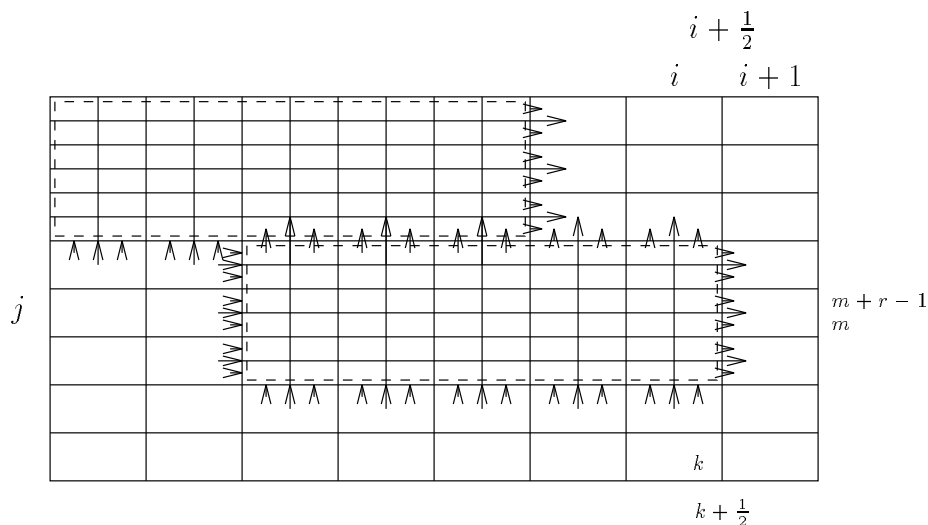 i + 1/2
i i + 1
j
m + r − 1
m
k
k + 1/2